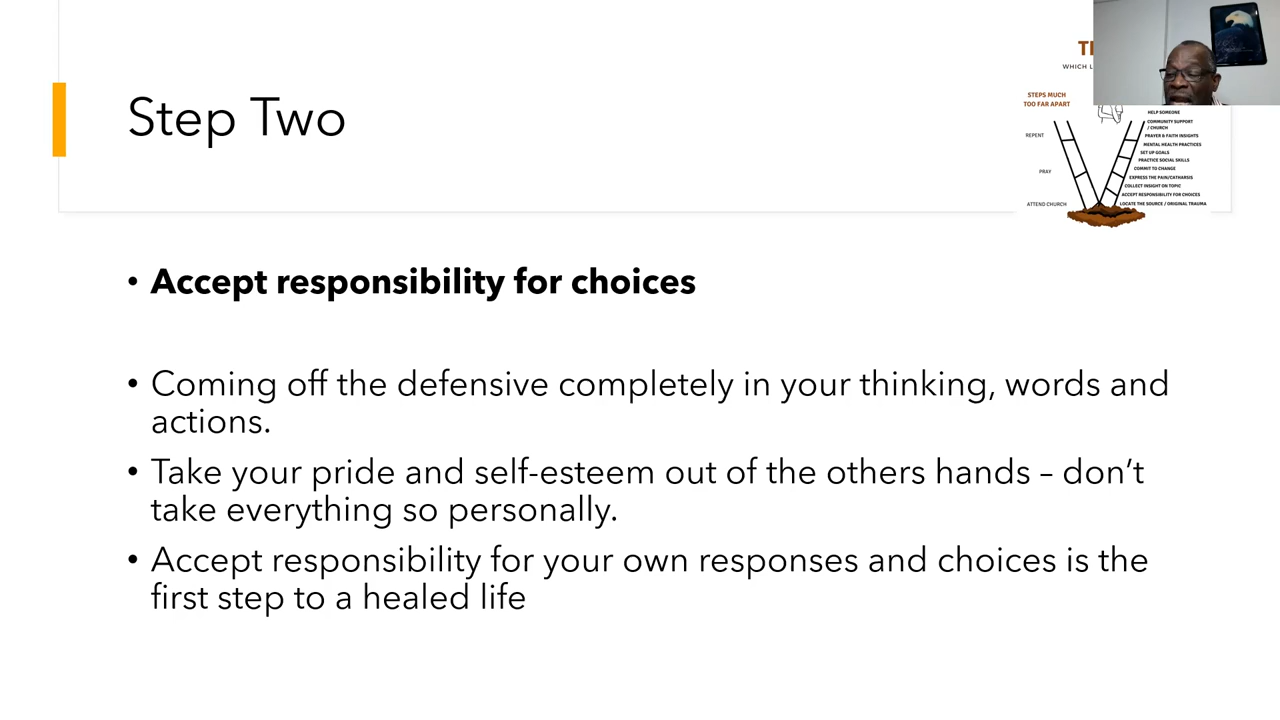 Step Two
WHICH L
STEPS MUCH
TOO FAR APART
REPENT
PRAY
ATTEND CHURCH
HELP SOMEONE
COMMUNITY SUPPORT
/ CHURCH
PRAYER & FAITH INSIGHTS
MENTAL HEALTH PRACTICES
SET UP GOALS
PRACTICE SOCIAL SKILLS
COMMIT TO CHANGE
EXPRESS THE PAIN/CATHARSIS
COLLECT INSIGHT ON TOPIC
ACCEPT RESPONSIBILITY FOR CHOICES
LOCATE THE SOURCE / ORIGINAL TRAUMA
• Accept responsibility for choices
• Coming off the defensive completely in your thinking, words and
actions.
• Take your pride and self-esteem out of the others hands – don’t
take everything so personally.
• Accept responsibility for your own responses and choices is the
first step to a healed life